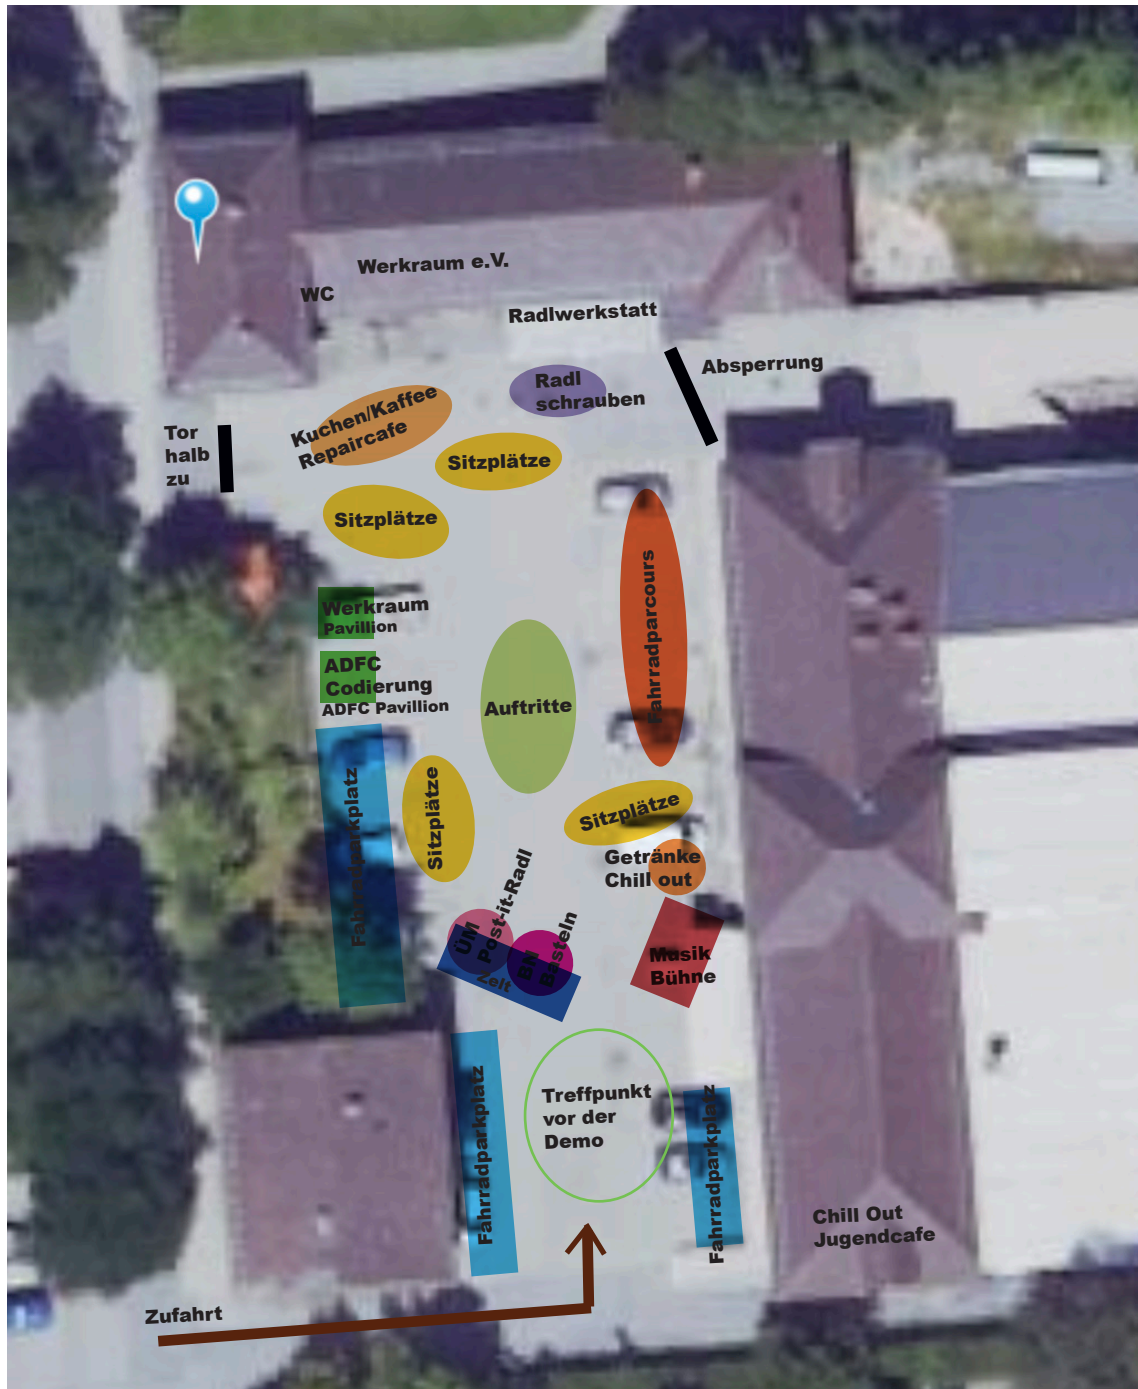 Werkraum e.V.
WC
Radlwerkstatt
Absperrung
Radl
schrauben
Kuchen/Kaffee
Repaircafe
Tor
halb
zu
Sitzplätze
Sitzplätze
Fahrradparcours
Werkraum
Pavillion
ADFC
Codierung
ADFC Pavillion
Auftritte
Fahrradparkplatz
Sitzplätze
Sitzplätze
Getränke
Chill out
ÜM
Post-it-Radl
BN
Basteln
Zelt
Musik
Bühne
Treffpunkt
vor der
Demo
Fahrradparkplatz
Fahrradparkplatz
Chill Out
Jugendcafe
Zufahrt